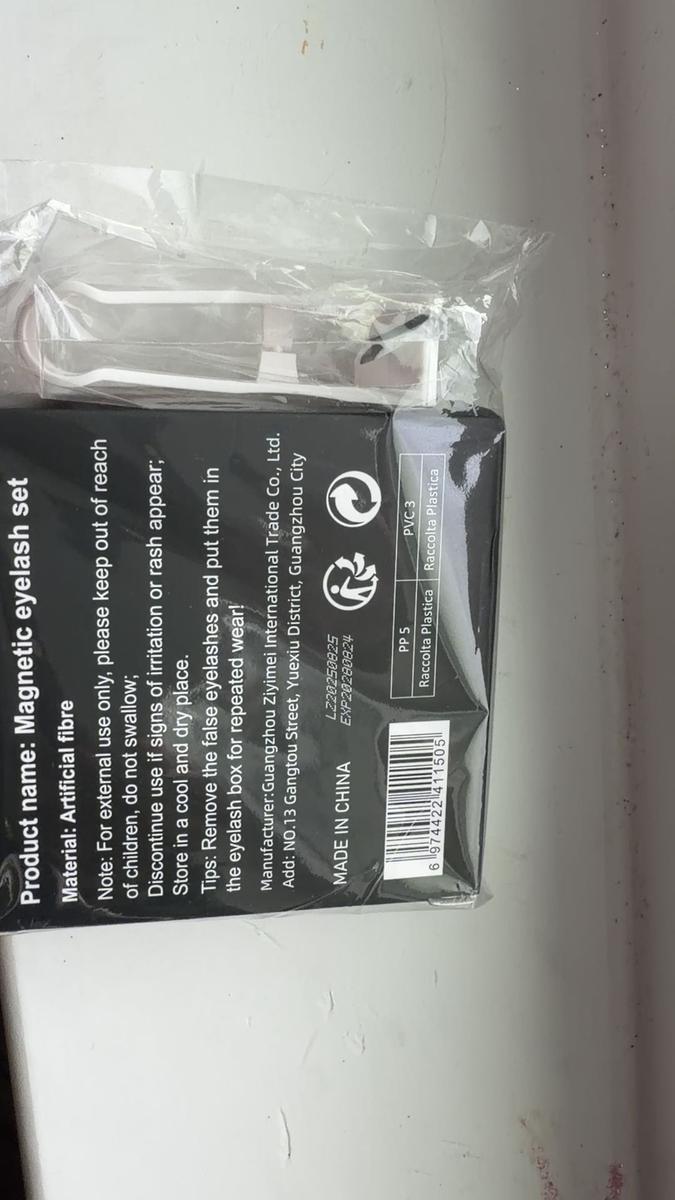 Product name: Magnetic eyelash set
Material: Artificial fibre
Note: For external use only, please keep out of reach
of children, do not swallow;
Discontinue use if signs of irritation or rash appear;
Store in a cool and dry place.
Tips: Remove the false eyelashes and put them in
the eyelash box for repeated wear!
Manufacturer:Guangzhou Ziyimei International Trade Co., Ltd.
Add: NO.13 Gangtou Street, Yuexiu District, Guangzhou City
MADE IN CHINA
LZ20250825
EXP20280824
PP 5
PVC 3
Raccolta Plastica
Raccolta Plastica
6 974422 411505